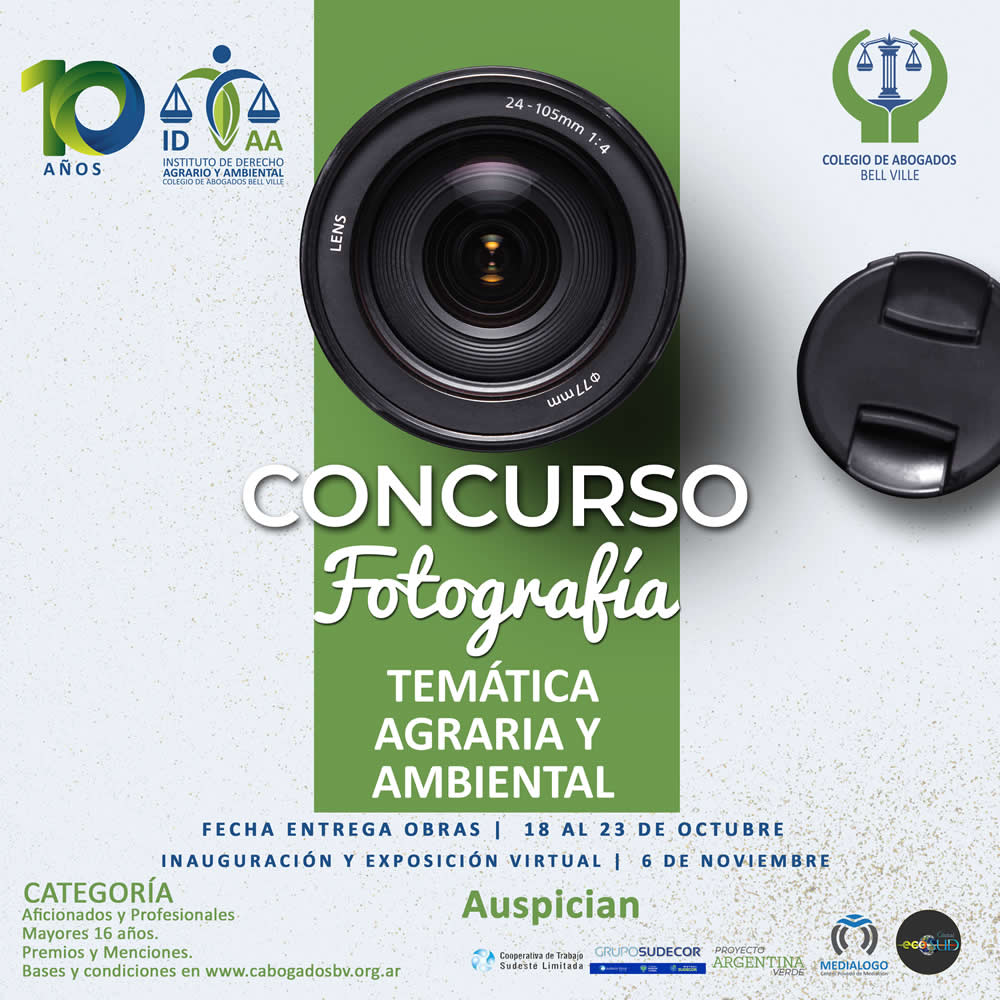 10
AÑOS
ID AA
INSTITUTO DE DERECHO
AGRARIO Y AMBIENTAL
COLEGIO DE ABOGADOS BELL VILLE
COLEGIO DE ABOGADOS
BELL VILLE
24 - 105mm 1:4
LENS
Φ77mm
CONCURSO
Fotografía
TEMÁTICA
AGRARIA Y
AMBIENTAL
FECHA ENTREGA OBRAS | 18 AL 23 DE OCTUBRE
INAUGURACIÓN Y EXPOSICIÓN VIRTUAL | 6 DE NOVIEMBRE
CATEGORÍA
Aficionados y Profesionales
Mayores 16 años.
Premios y Menciones.
Bases y condiciones en www.cabogadosbv.org.ar
Auspician
Cooperativa de Trabajo
Sudeste Limitada
GRUPOSUDECOR
PROYECTO
ARGENTINA
VERDE
MEDIALOGO